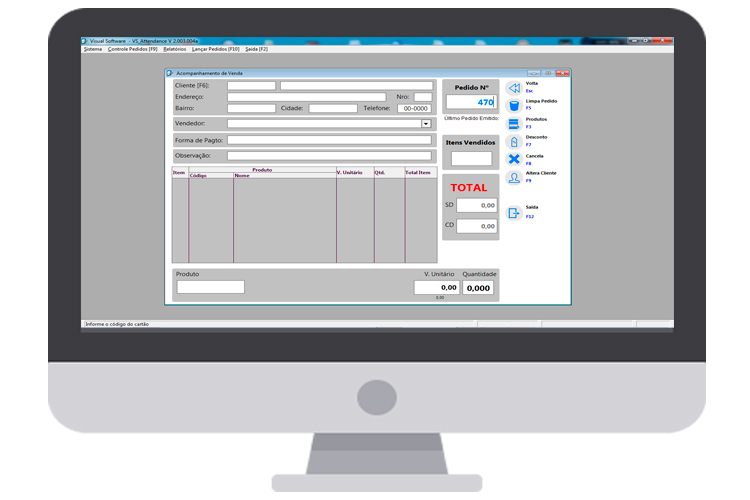 Visual Software - VS_Attendance V 2.003.004a
Sistema Controle Pedidos [F9] Relatórios Lançar Pedidos [F10] Saída [F2]
Acompanhamento de Venda
Cliente [F6]:
Endereço: Nro:
Bairro: Cidade: Telefone: 00-0000
Vendedor:
Forma de Pagto:
Observação:
Item Produto V. Unitário Qtd. Total Item
Código Nome
Produto V. Unitário Quantidade
0,00 0,000
0,00
Pedido Nº
470
Último Pedido Emitido
Itens Vendidos
TOTAL
SD 0,00
CD 0,00
Volta
Esc
Limpa Pedido
F5
Produtos
F3
Desconto
F7
Cancela
F8
Altera Cliente
F9
Saída
F12
Informe o código do cartão